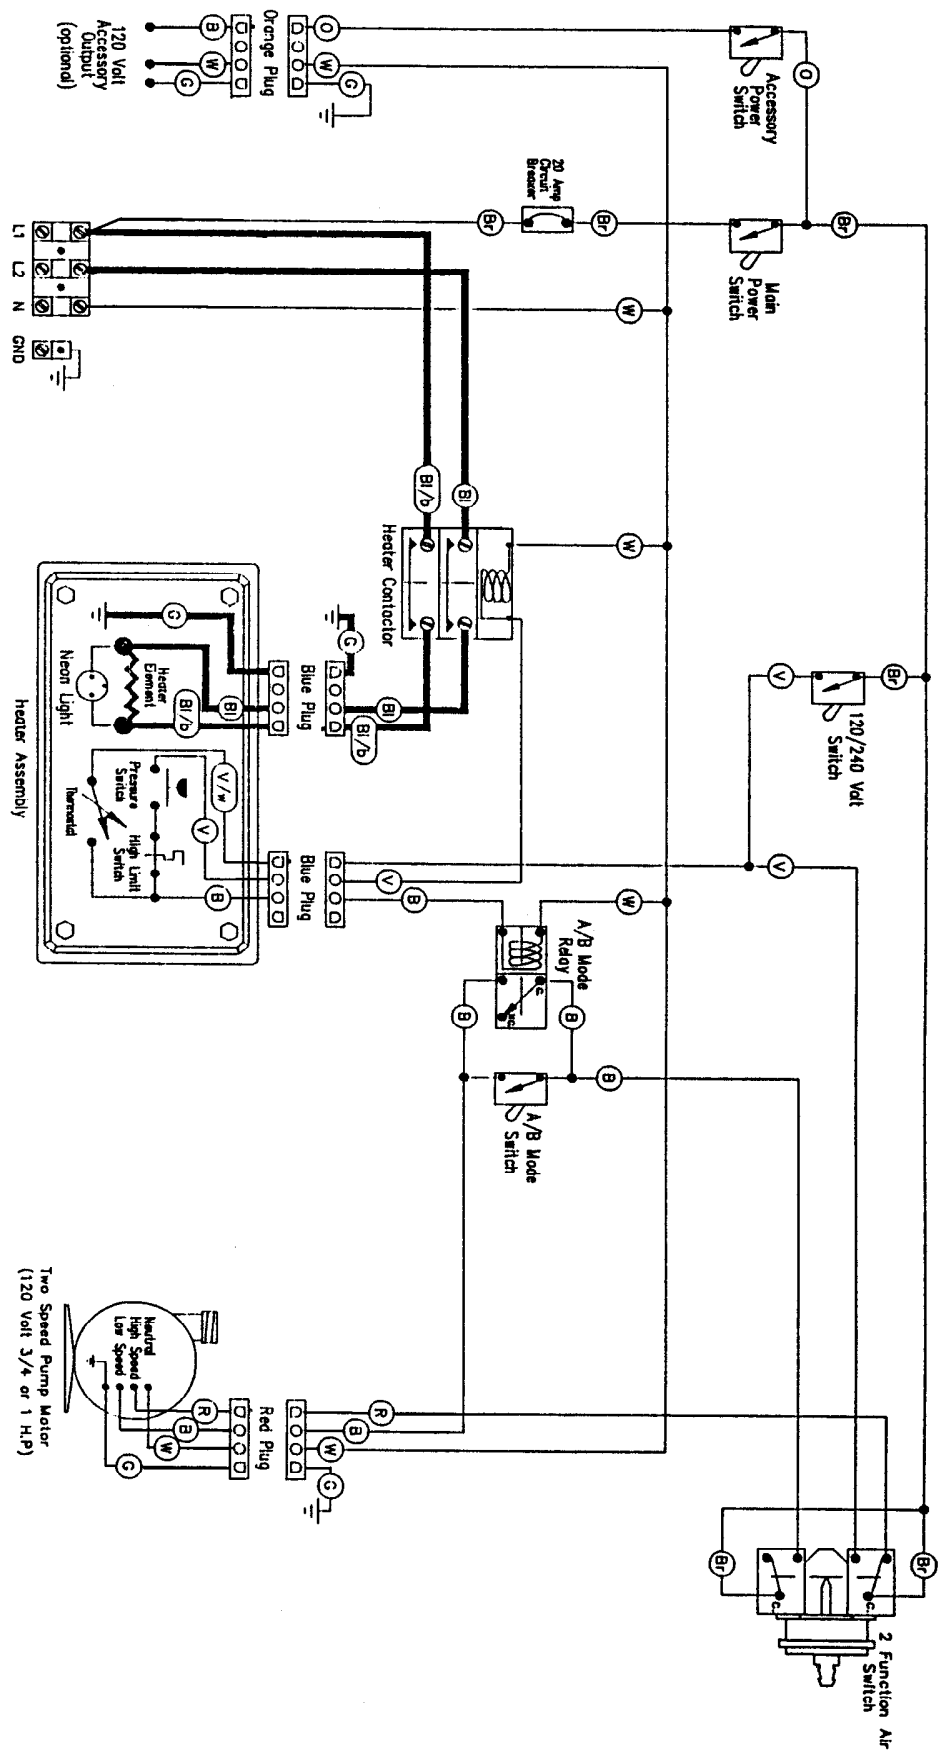 120 Volt
Accessory
Output
(optional)
B
W
G
Orange Plug
O
W
G
Accessory
Power
Switch
O
20 Amp
Circuit
Breaker
Br
Br
Main
Power
Switch
Br
L1
L2
N
GND
W
Bl/b
Bl
Heater Contactor
W
G
Heater
Element
Neon Light
Bl
Bl/b
Blue Plug
G
Bl
Bl/b
V
Br
120/240 Volt
Switch
Heater Assembly
Pressure
Switch
Thermostat
High Limit
Switch
V/w
V
B
Blue Plug
V
B
W
V
A/B Mode
Relay
C
NC
B
B
B
A/B Mode
Switch
Two Speed Pump Motor
(120 Volt 3/4 or 1 H.P)
Neutral
High Speed
Low Speed
R
B
W
G
Red Plug
R
B
W
G
Br
Br
C
C
2 Function Air
Switch